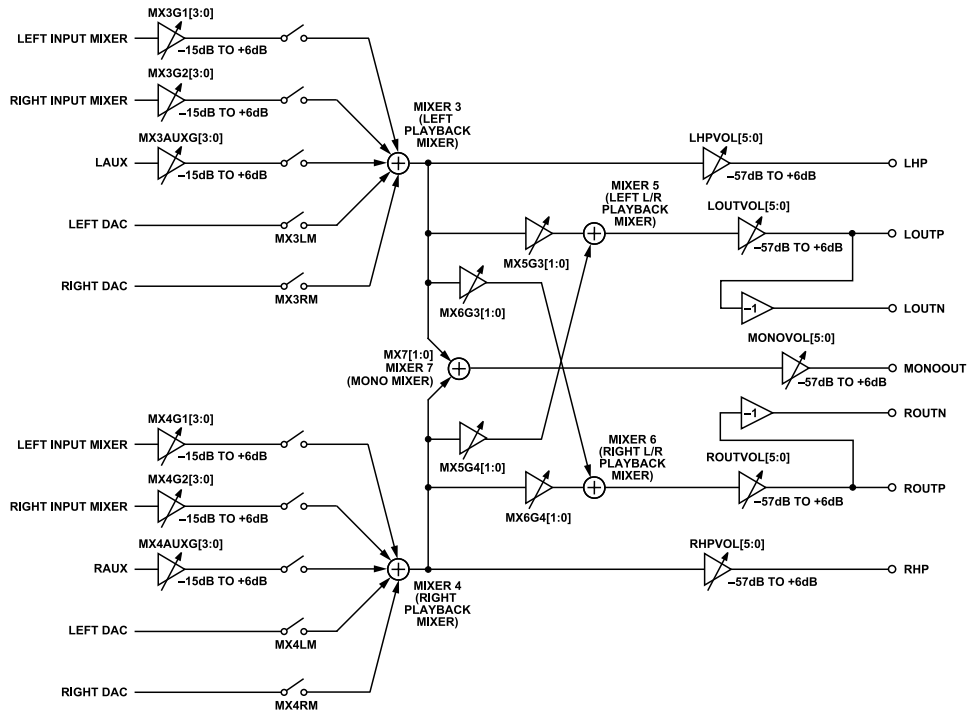 MX3G1[3:0]
LEFT INPUT MIXER
–15dB TO +6dB
MX3G2[3:0]
RIGHT INPUT MIXER
–15dB TO +6dB
MX3AUXG[3:0]
LAUX
–15dB TO +6dB
LEFT DAC
MX3LM
RIGHT DAC
MX3RM
MIXER 3
(LEFT
PLAYBACK
MIXER)
LHPVOL[5:0]
–57dB TO +6dB
LHP
MIXER 5
(LEFT L/R
PLAYBACK
MIXER)
LOUTVOL[5:0]
–57dB TO +6dB
LOUTP
MX5G3[1:0]
MX6G3[1:0]
–1
LOUTN
MX7[1:0]
MIXER 7
(MONO MIXER)
MONOVOL[5:0]
–57dB TO +6dB
MONOOUT
–1
ROUTN
MX5G4[1:0]
MIXER 6
(RIGHT L/R
PLAYBACK
MIXER)
ROUTVOL[5:0]
–57dB TO +6dB
ROUTP
MX6G4[1:0]
MX4G1[3:0]
LEFT INPUT MIXER
–15dB TO +6dB
MX4G2[3:0]
RIGHT INPUT MIXER
–15dB TO +6dB
MX4AUXG[3:0]
RAUX
–15dB TO +6dB
LEFT DAC
MX4LM
RIGHT DAC
MX4RM
MIXER 4
(RIGHT
PLAYBACK
MIXER)
RHPVOL[5:0]
–57dB TO +6dB
RHP